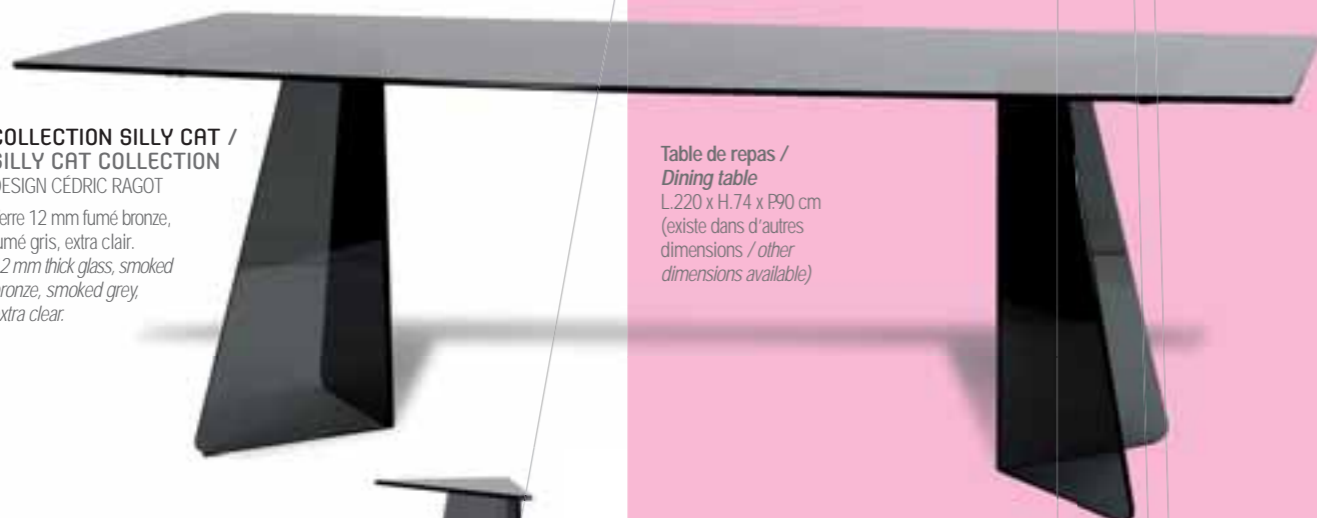 COLLECTION SILLY CAT /
SILLY CAT COLLECTION
DESIGN CÉDRIC RAGOT
erre 12 mm fumé bronze,
umé gris, extra clair.
2 mm thick glass, smoked
bronze, smoked grey,
xtra clear.
Table de repas /
Dining table
L.220 x H.74 x P.90 cm
(existe dans d'autres
dimensions / other
dimensions available)